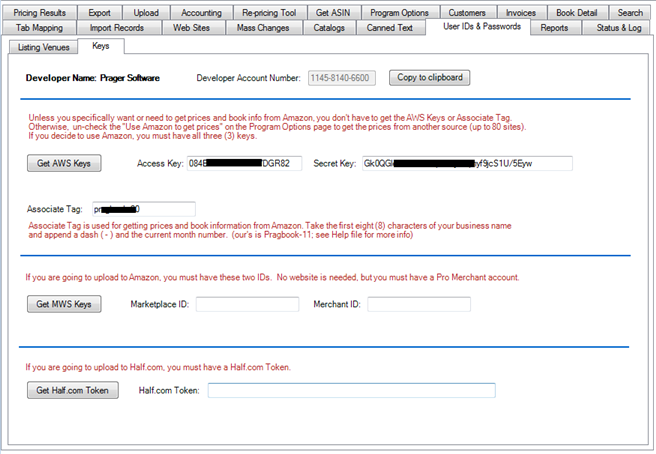 Pricing Results Export Upload Accounting Re-pricing Tool Get ASIN Program Options Customers Invoices Book Detail Search
Tab Mapping Import Records Web Sites Mass Changes Catalogs Canned Text User IDs & Passwords Reports Status & Log
Listing Venues Keys
Developer Name: Prager Software Developer Account Number: 1145-8140-6600 Copy to clipboard
Unless you specifically want or need to get prices and book info from Amazon, you don't have to get the AWS Keys or Associate Tag.
Otherwise, un-check the "Use Amazon to get prices" on the Program Options page to get the prices from another source (up to 80 sites).
If you decide to use Amazon, you must have all three (3) keys.
Get AWS Keys Access Key: 084E DGR82 Secret Key: Gk0QGl yf9jcS1U/5Eyw
Associate Tag:
Associate Tag is used for getting prices and book information from Amazon. Take the first eight (8) characters of your business name
and append a dash ( - ) and the current month number. (our's is Pragbook-11; see Help file for more info)
If you are going to upload to Amazon, you must have these two IDs. No website is needed, but you must have a Pro Merchant account.
Get MWS Keys Marketplace ID: Merchant ID:
If you are going to upload to Half.com, you must have a Half.com Token.
Get Half.com Token Half.com Token: